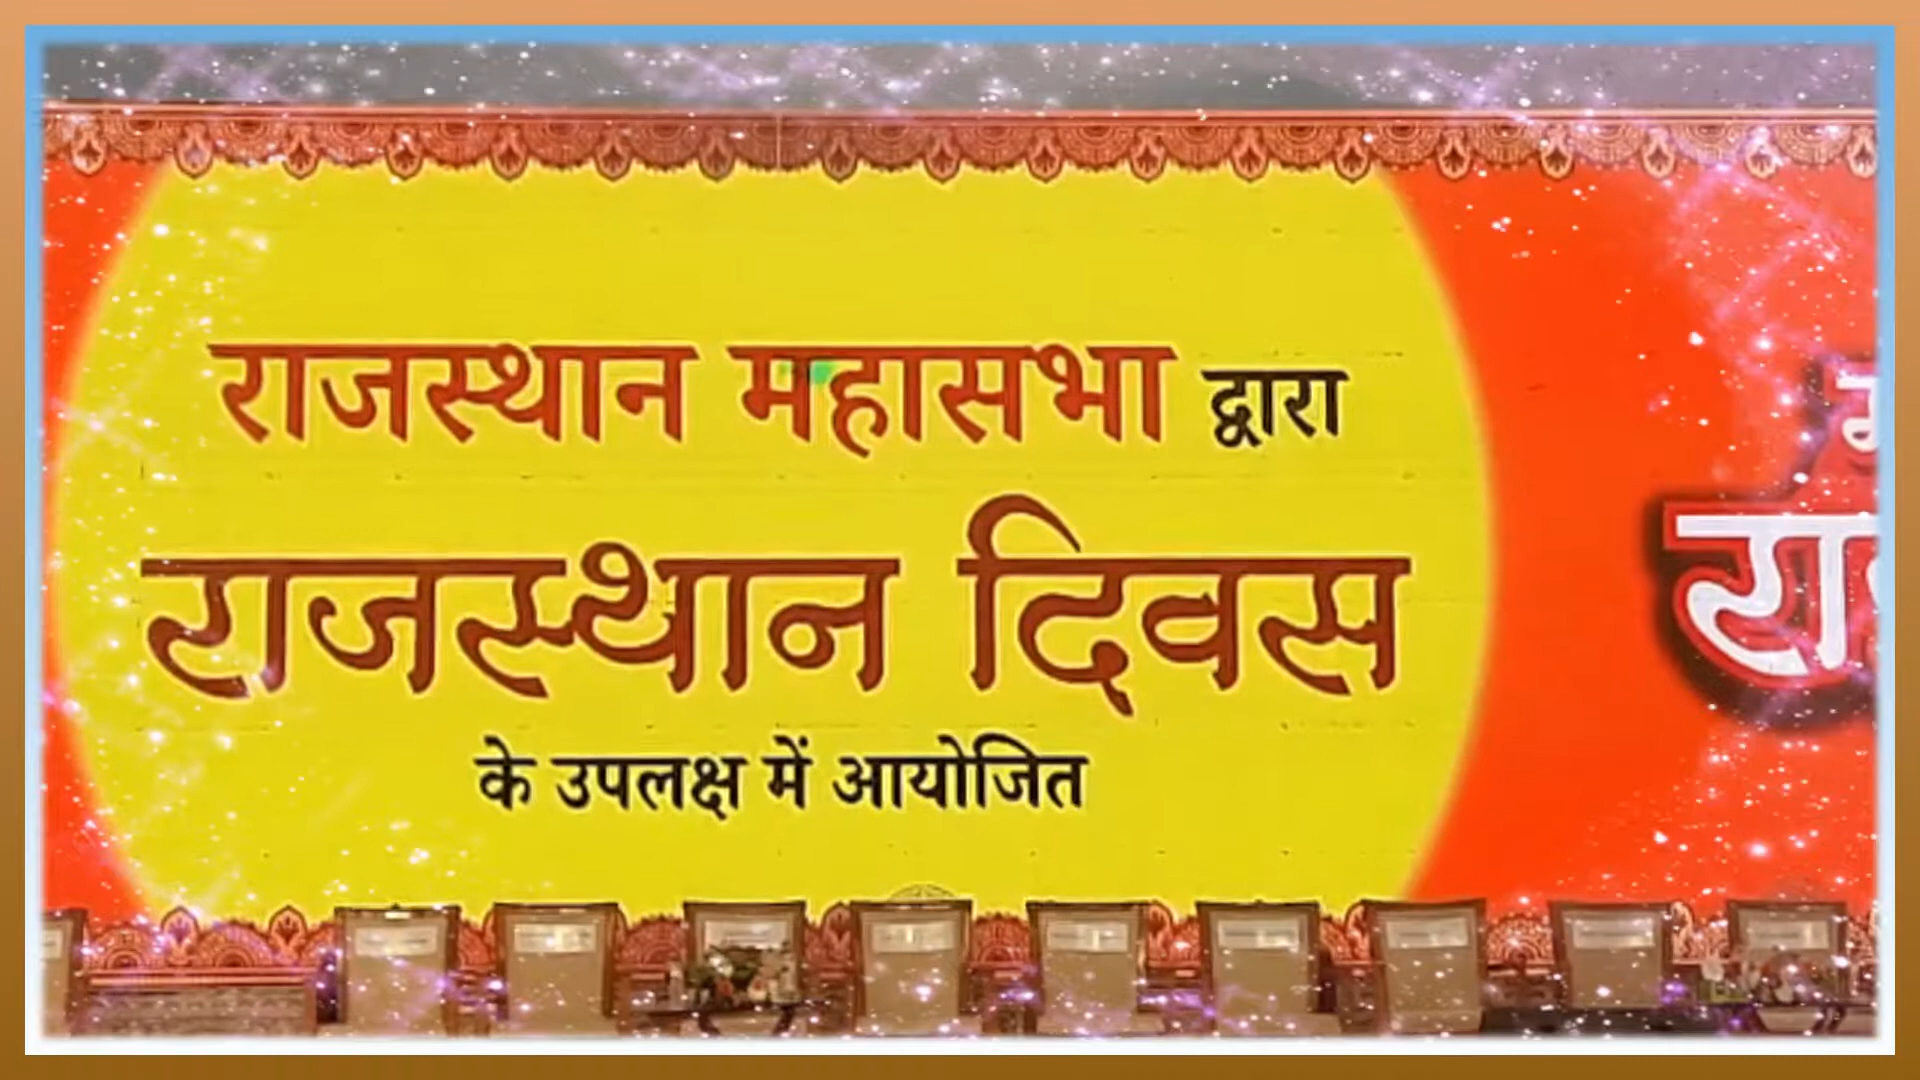 राजस्थान महासभा द्वारा
राजस्थान दिवस
के उपलक्ष में आयोजित